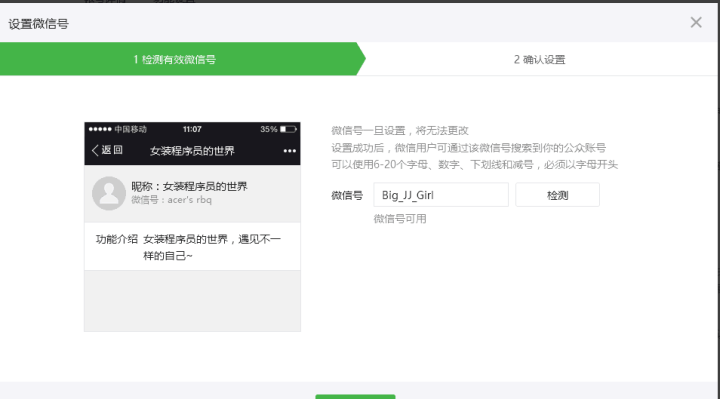 设置微信号
1 检测有效微信号
2 确认设置
中国移动 11:07 35%
返回 女装程序员的世界
昵称：女装程序员的世界
微信号：acer's rbq
功能介绍 女装程序员的世界，遇见不一
样的自己~
微信号一旦设置，将无法更改
设置成功后，微信用户可通过该微信号搜索到你的公众账号
可以使用6-20个字母、数字、下划线和减号，必须以字母开头
微信号 Big_JJ_Girl 检测
微信号可用